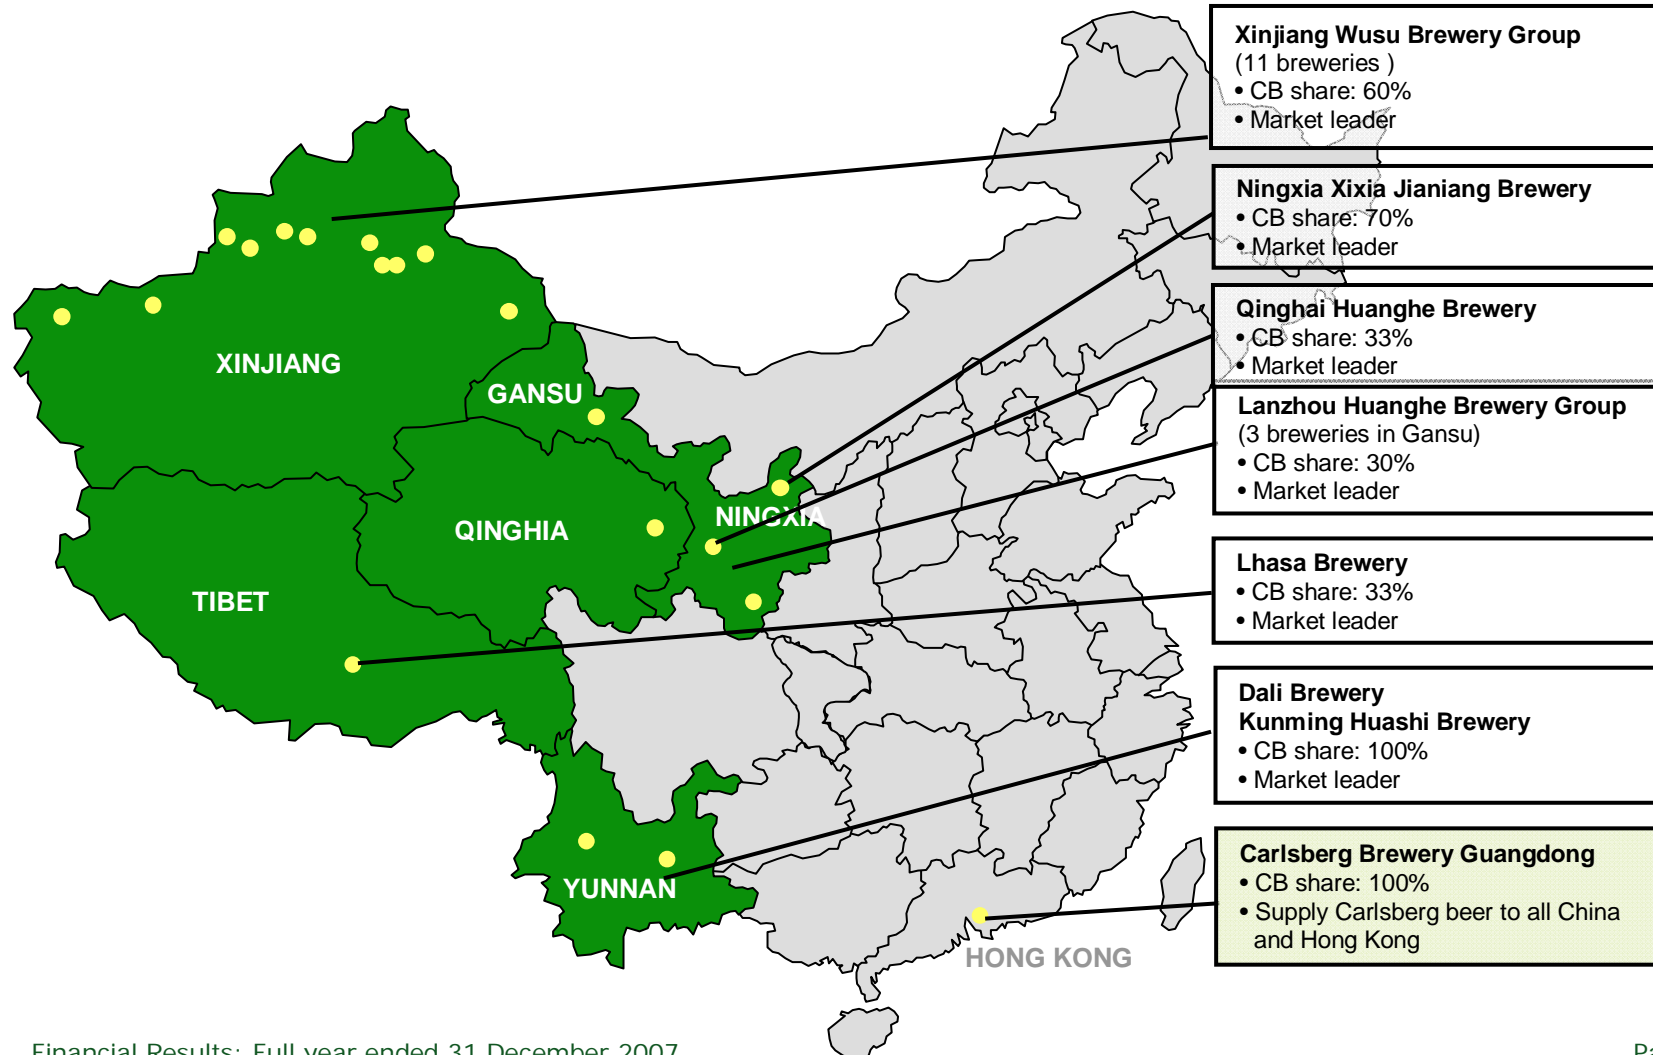 Xinjiang Wusu Brewery Group
(11 breweries )
• CB share: 60%
• Market leader
Ningxia Xixia Jianiang Brewery
• CB share: 70%
• Market leader
Qinghai Huanghe Brewery
• CB share: 33%
• Market leader
Lanzhou Huanghe Brewery Group
(3 breweries in Gansu)
• CB share: 30%
• Market leader
Lhasa Brewery
• CB share: 33%
• Market leader
Dali Brewery
Kunming Huashi Brewery
• CB share: 100%
• Market leader
Carlsberg Brewery Guangdong
• CB share: 100%
• Supply Carlsberg beer to all China
and Hong Kong
XINJIANG
GANSU
QINGHIA
NINGXIA
TIBET
YUNNAN
HONG KONG
Financial Results: Full year ended 31 December 2007